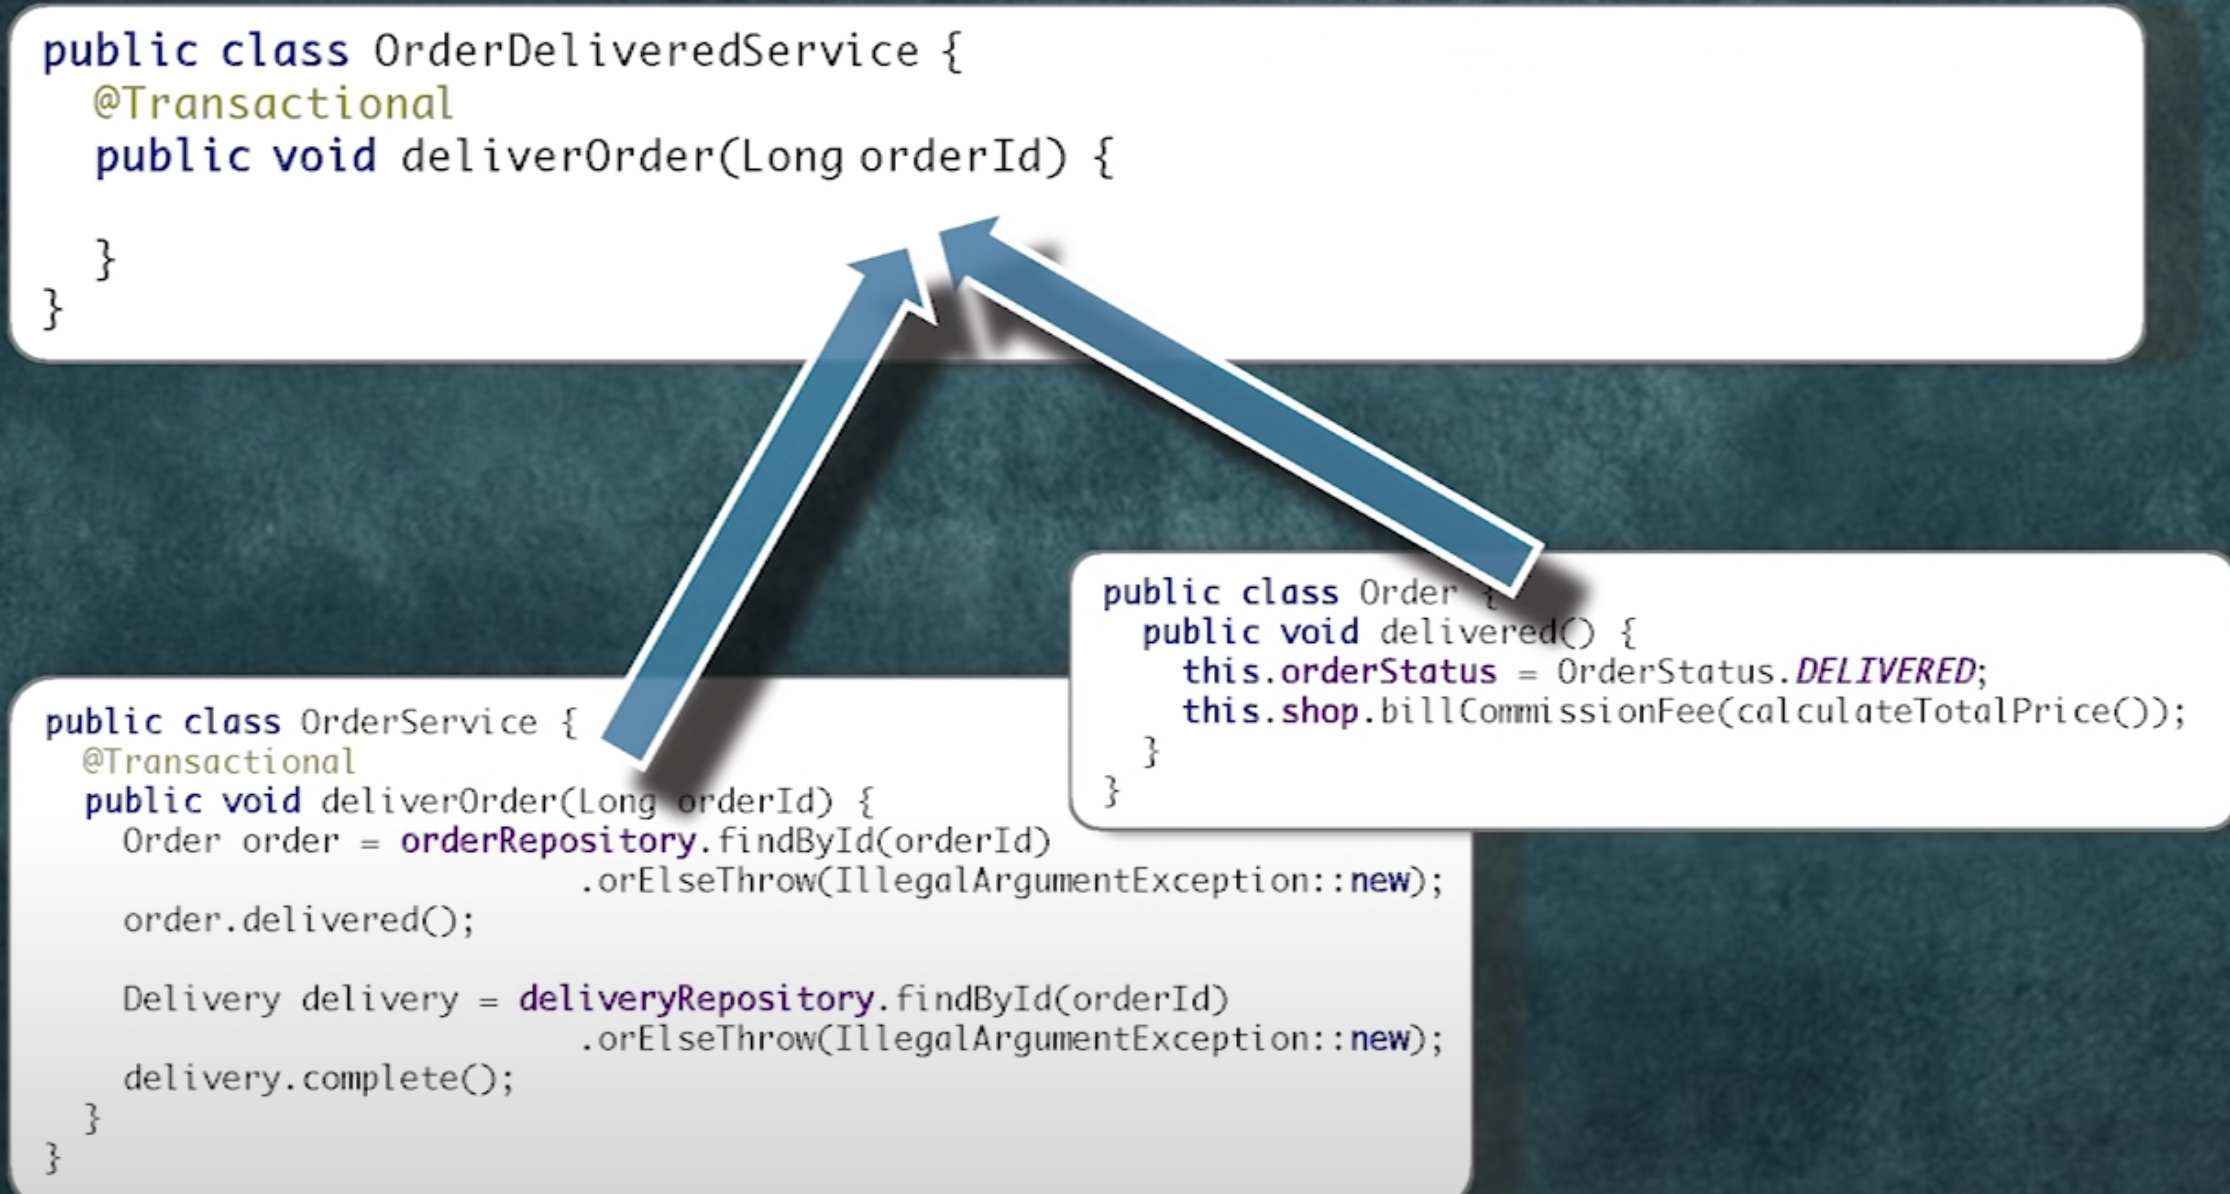 public class OrderDeliveredService {
  @Transactional
  public void deliverOrder(Long orderId) {

  }
}
public class Order {
  public void delivered() {
    this.orderStatus = OrderStatus.DELIVERED;
    this.shop.billCommissionFee(calculateTotalPrice());
  }
}
public class OrderService {
  @Transactional
  public void deliverOrder(Long orderId) {
    Order order = orderRepository.findById(orderId)
                           .orElseThrow(IllegalArgumentException::new);
    order.delivered();

    Delivery delivery = deliveryRepository.findById(orderId)
                           .orElseThrow(IllegalArgumentException::new);
    delivery.complete();
  }
}